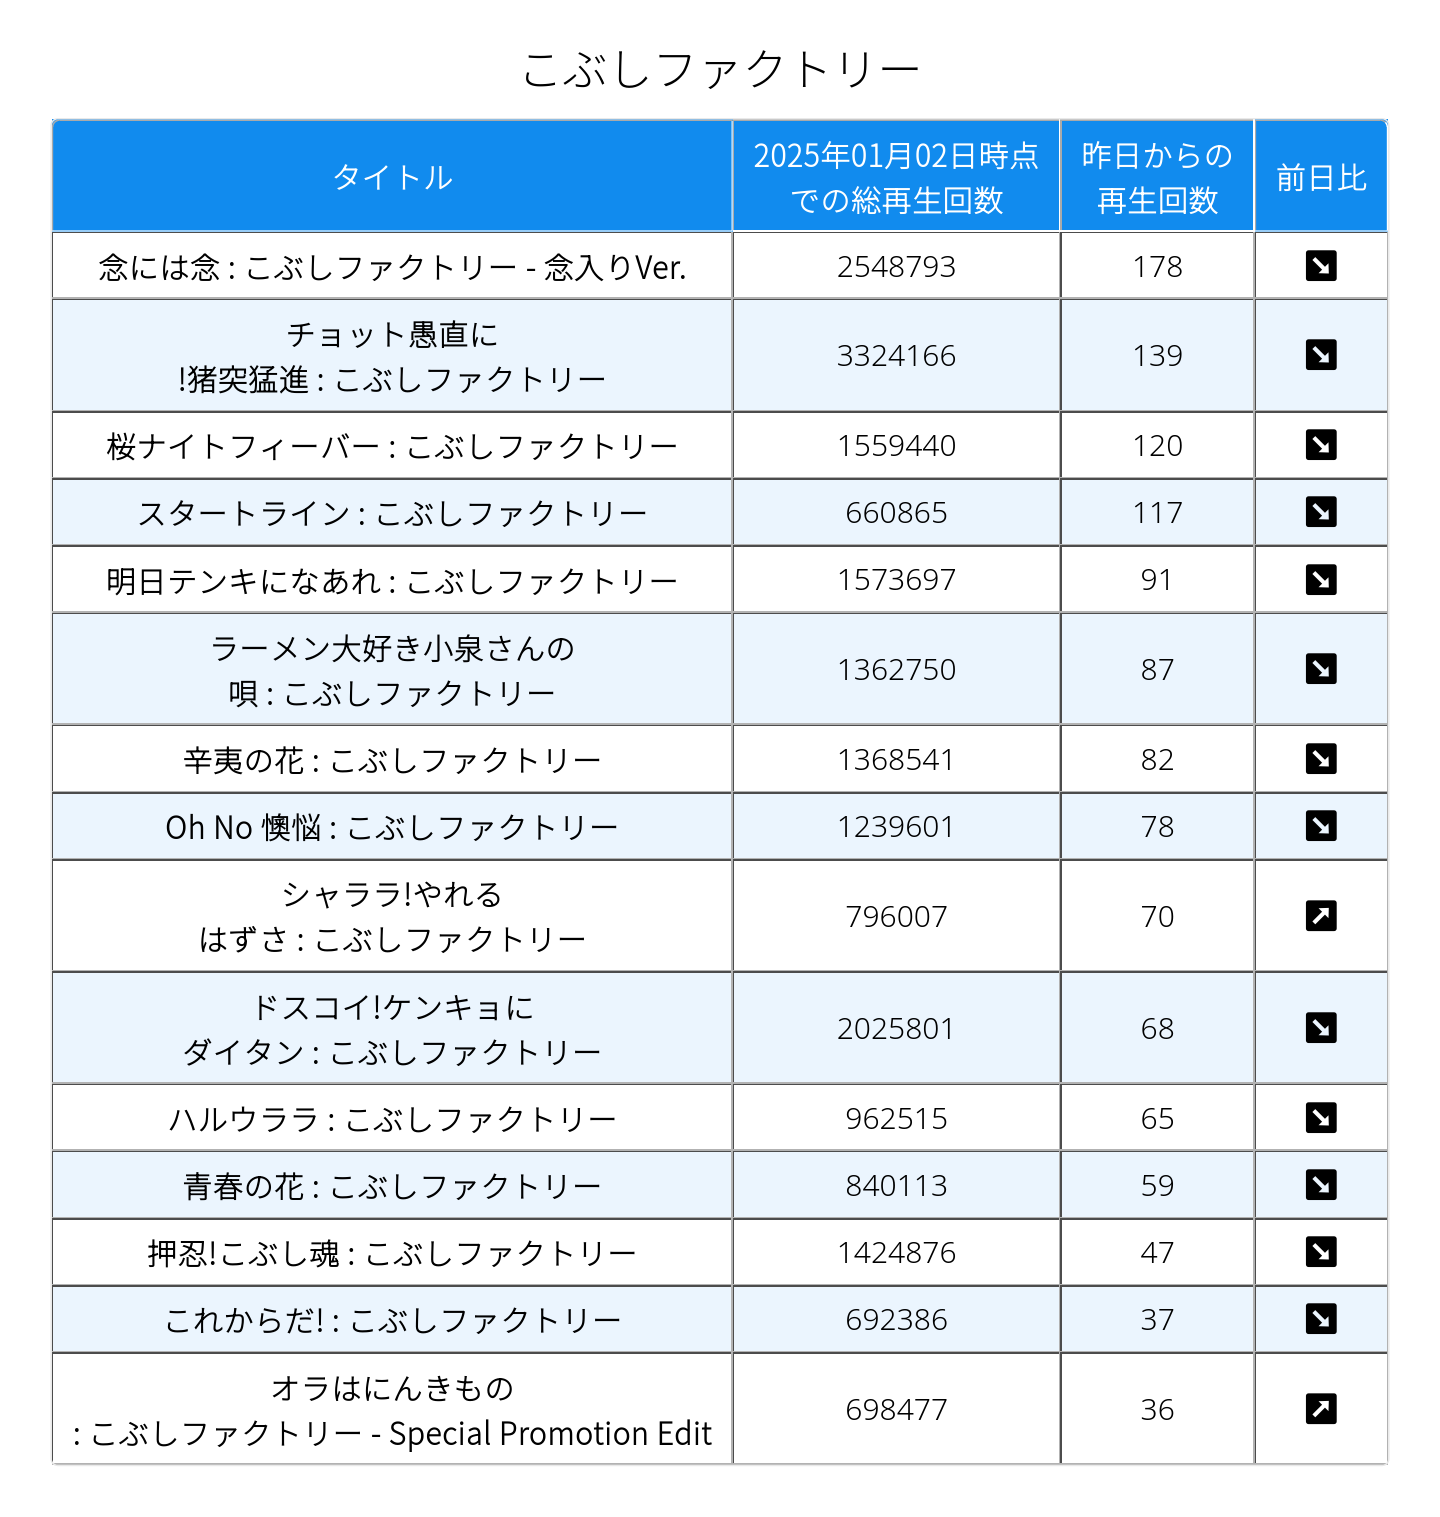 こぶしファクトリー
タイトル
2025年01月02日時点
での総再生回数
昨日からの
再生回数
前日比
念には念 : こぶしファクトリー - 念入りVer.
2548793
178
チョット愚直に
!猪突猛進 : こぶしファクトリー
3324166
139
桜ナイトフィーバー : こぶしファクトリー
1559440
120
スタートライン : こぶしファクトリー
660865
117
明日テンキになあれ : こぶしファクトリー
1573697
91
ラーメン大好き小泉さんの
唄 : こぶしファクトリー
1362750
87
辛夷の花 : こぶしファクトリー
1368541
82
Oh No 懊悩 : こぶしファクトリー
1239601
78
シャララ!やれる
はずさ : こぶしファクトリー
796007
70
ドスコイ!ケンキョに
ダイタン : こぶしファクトリー
2025801
68
ハルウララ : こぶしファクトリー
962515
65
青春の花 : こぶしファクトリー
840113
59
押忍!こぶし魂 : こぶしファクトリー
1424876
47
これからだ! : こぶしファクトリー
692386
37
オラはにんきもの
: こぶしファクトリー - Special Promotion Edit
698477
36